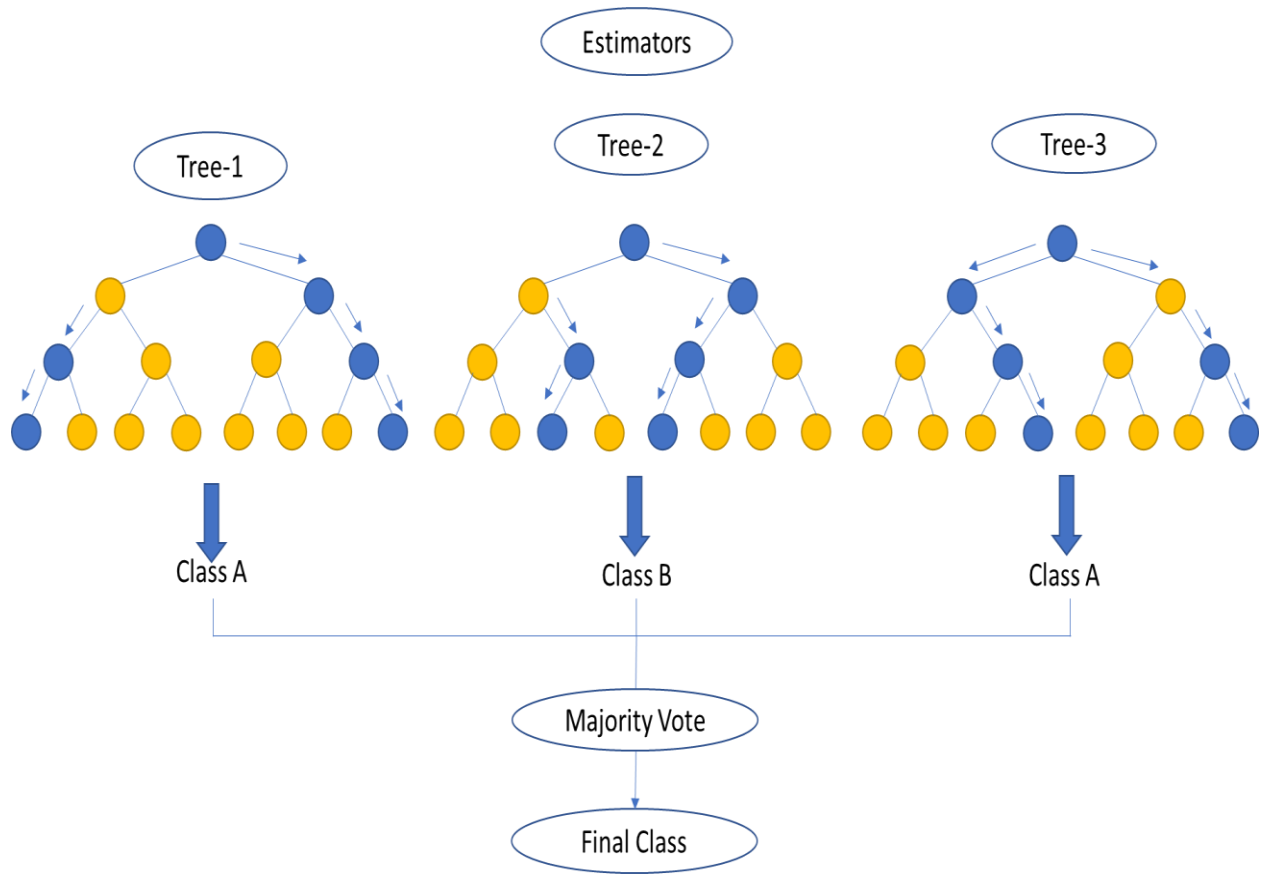 Estimators
Tree-1
Tree-2
Tree-3
Class A
Class B
Class A
Majority Vote
Final Class